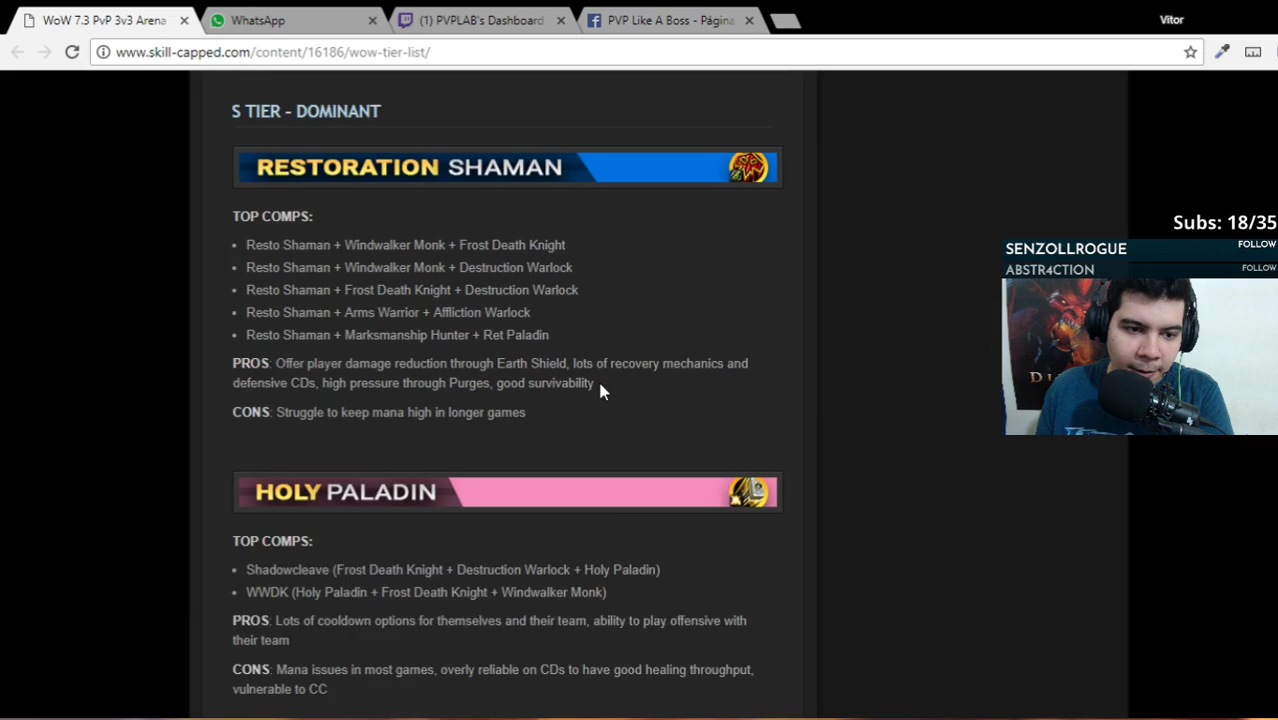 WoW 7.3 PvP 3v3 Arena
WhatsApp
(1) PVPLAB's Dashboard
PVP Like A Boss - Página
Vitor
www.skill-capped.com/content/16186/wow-tier-list/
S TIER - DOMINANT
RESTORATION SHAMAN
TOP COMPS:
• Resto Shaman + Windwalker Monk + Frost Death Knight
• Resto Shaman + Windwalker Monk + Destruction Warlock
• Resto Shaman + Frost Death Knight + Destruction Warlock
• Resto Shaman + Arms Warrior + Affliction Warlock
• Resto Shaman + Marksmanship Hunter + Ret Paladin
PROS: Offer player damage reduction through Earth Shield, lots of recovery mechanics and
defensive CDs, high pressure through Purges, good survivability
CONS: Struggle to keep mana high in longer games
HOLY PALADIN
TOP COMPS:
• Shadowcleave (Frost Death Knight + Destruction Warlock + Holy Paladin)
• WWDK (Holy Paladin + Frost Death Knight + Windwalker Monk)
PROS: Lots of cooldown options for themselves and their team, ability to play offensive with
their team
CONS: Mana issues in most games, overly reliable on CDs to have good healing throughput,
vulnerable to CC
Subs: 18/35
SENZOLLROGUE FOLLOW
ABSTR4CTION FOLLOW